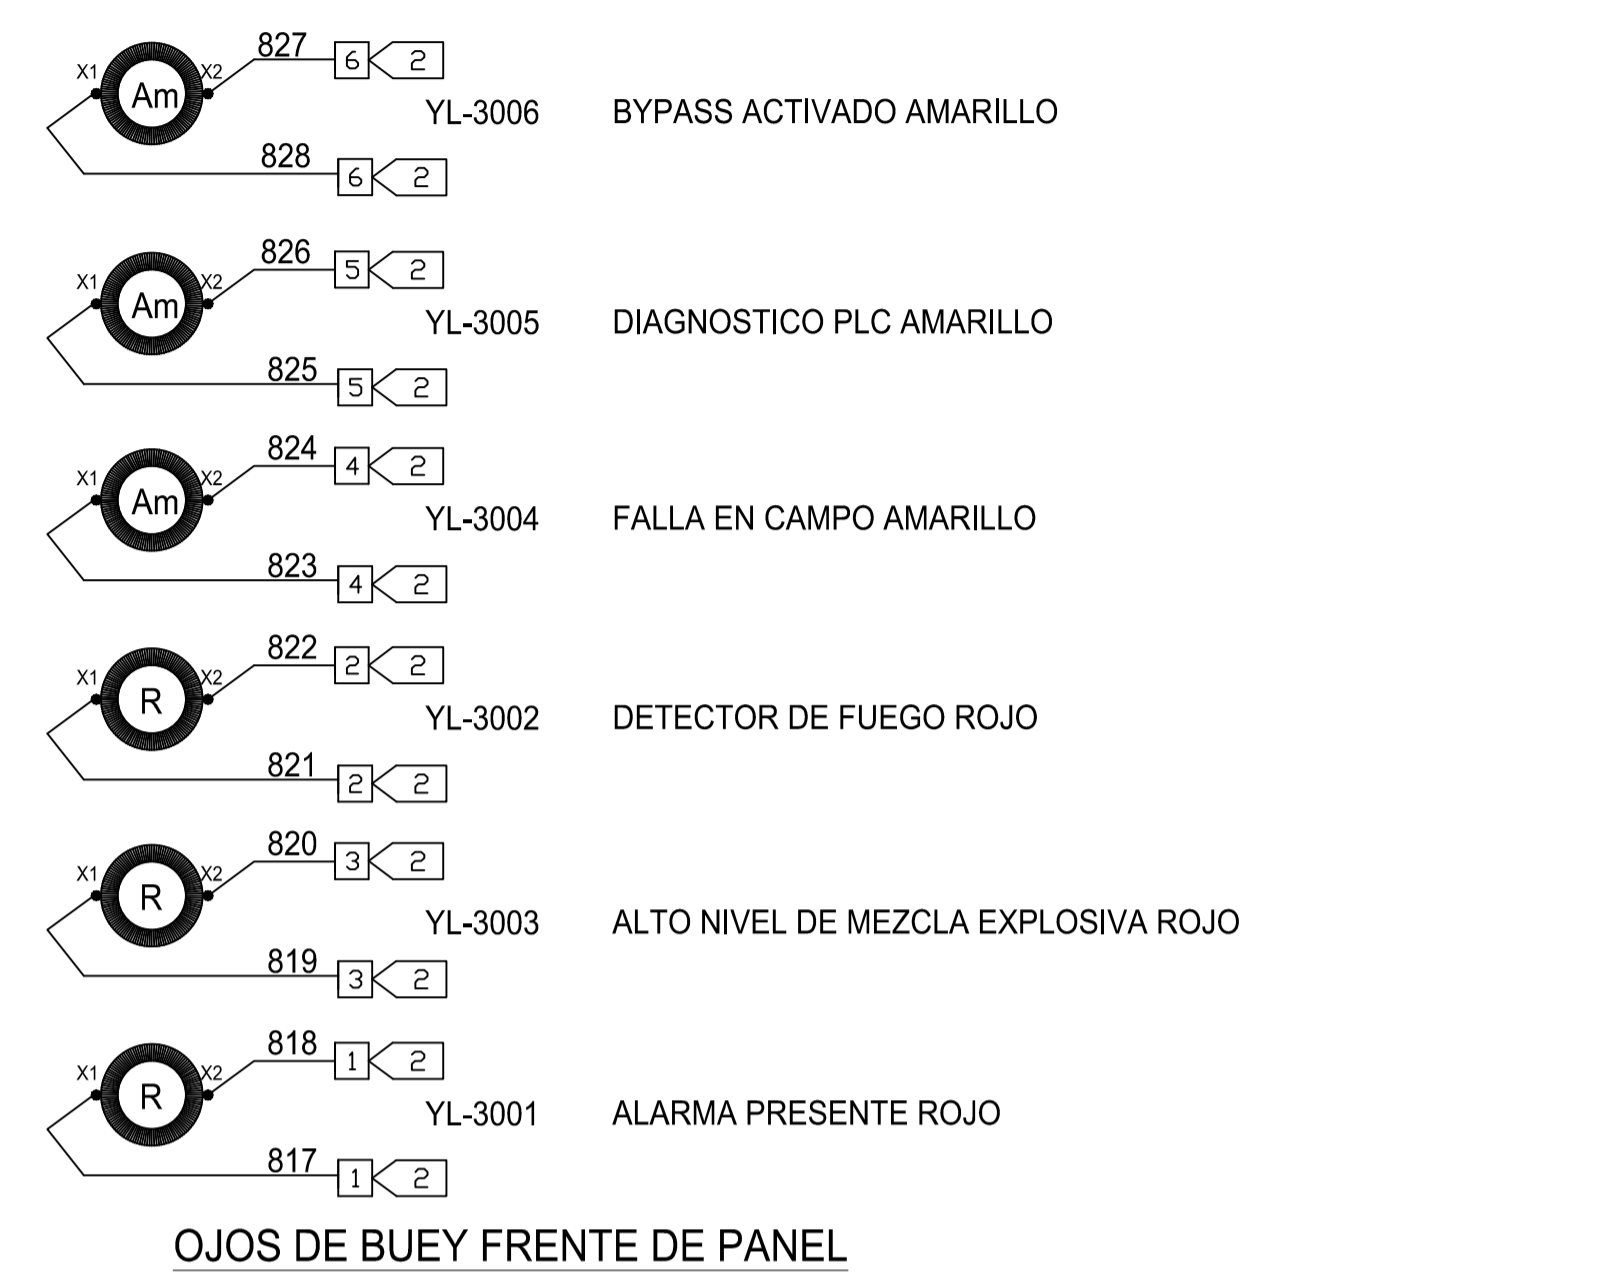 827 6 2
X1 Am X2
YL-3006 BYPASS ACTIVADO AMARILLO
828 6 2
826 5 2
X1 Am X2
YL-3005 DIAGNOSTICO PLC AMARILLO
825 5 2
824 4 2
X1 Am X2
YL-3004 FALLA EN CAMPO AMARILLO
823 4 2
822 2 2
X1 R X2
YL-3002 DETECTOR DE FUEGO ROJO
821 2 2
820 3 2
X1 R X2
YL-3003 ALTO NIVEL DE MEZCLA EXPLOSIVA ROJO
819 3 2
818 1 2
X1 R X2
YL-3001 ALARMA PRESENTE ROJO
817 1 2
OJOS DE BUEY FRENTE DE PANEL